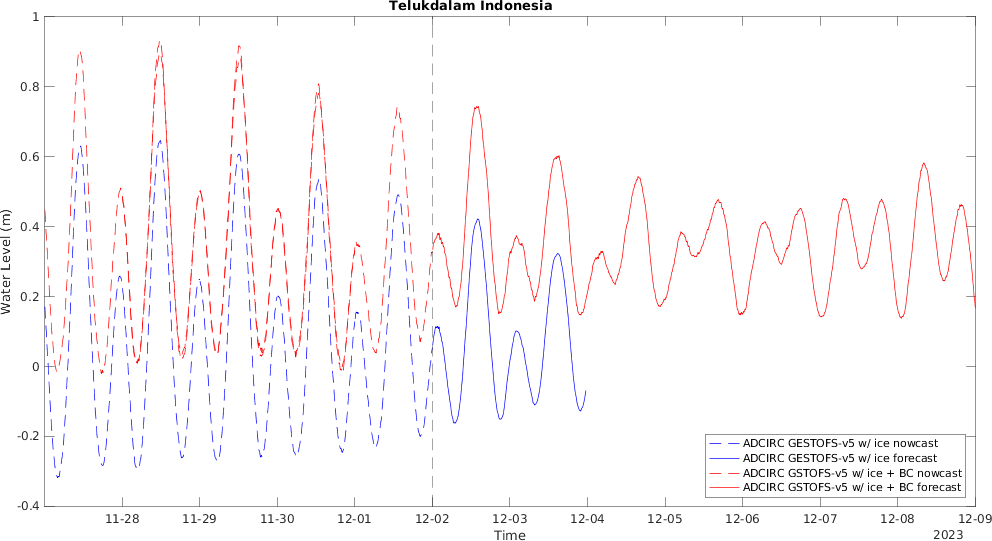 Telukdalam Indonesia
1
0.8
0.6
0.4
0.2
0
-0.2
-0.4
Water Level (m)
ADCIRC GESTOFS-v5 w/ ice nowcast
ADCIRC GESTOFS-v5 w/ ice forecast
ADCIRC GSTOFS-v5 w/ ice + BC nowcast
ADCIRC GSTOFS-v5 w/ ice + BC forecast
11-28 11-29 11-30 12-01 12-02 12-03 12-04 12-05 12-06 12-07 12-08 12-09
Time
2023